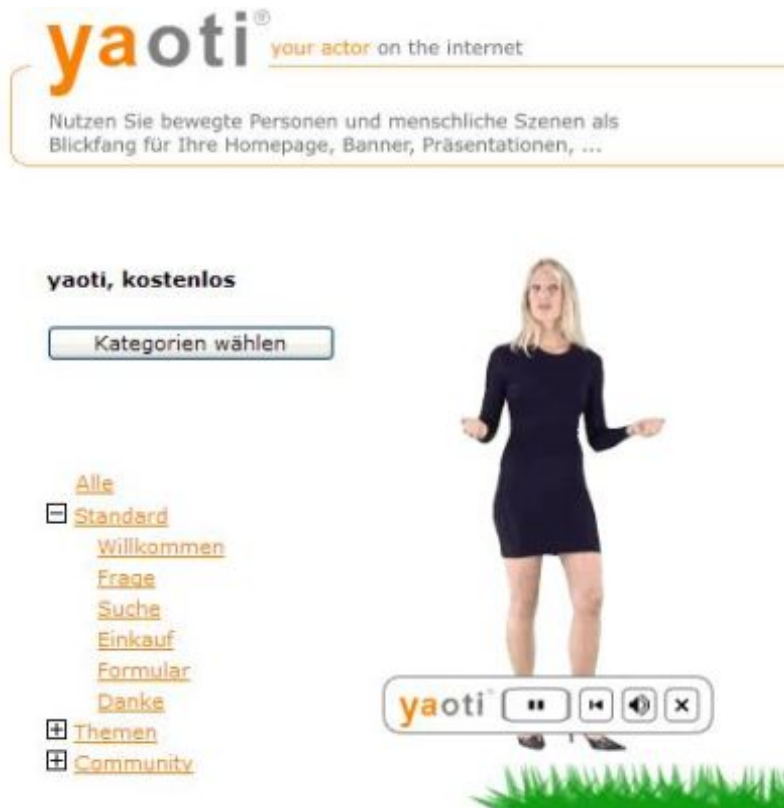 yaoti® your actor on the internet
Nutzen Sie bewegte Personen und menschliche Szenen als
Blickfang für Ihre Homepage, Banner, Präsentationen, ...
yaoti, kostenlos
Kategorien wählen
Alle
Standard
Willkommen
Frage
Suche
Einkauf
Formular
Danke
Themen
Community
yaoti®